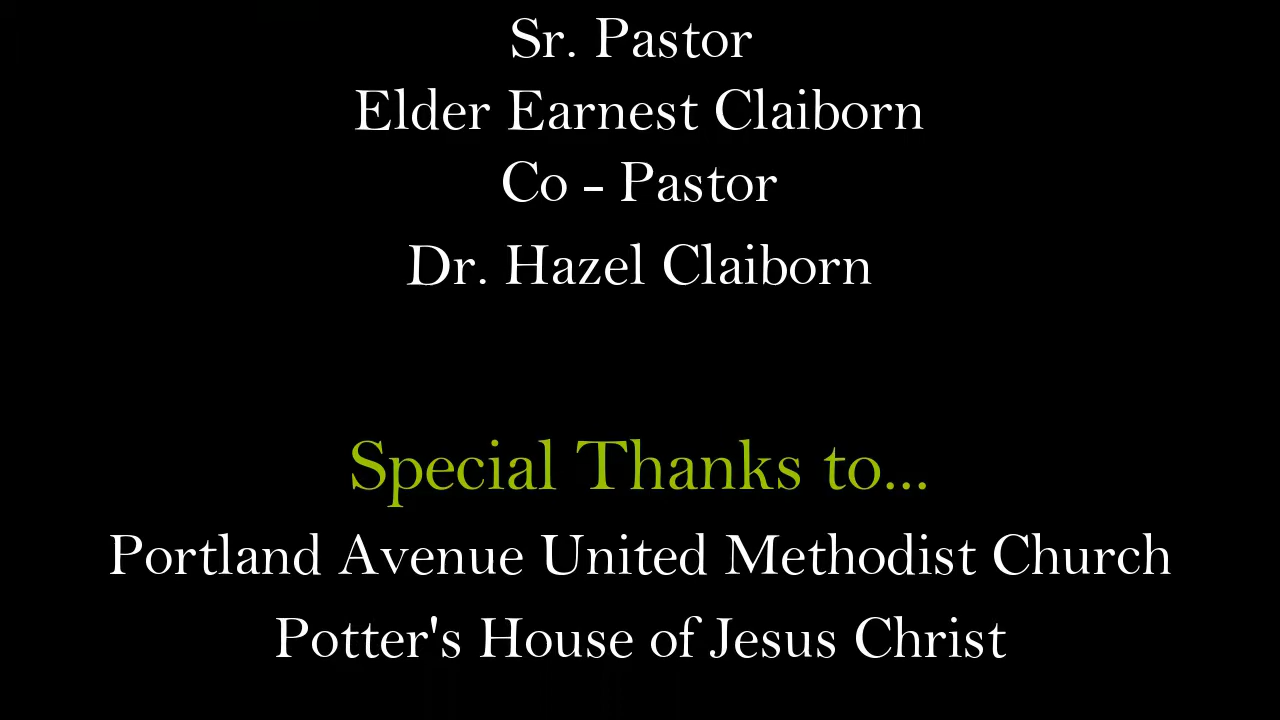 Sr. Pastor
Elder Earnest Claiborn
Co - Pastor
Dr. Hazel Claiborn
Special Thanks to...
Portland Avenue United Methodist Church
Potter's House of Jesus Christ